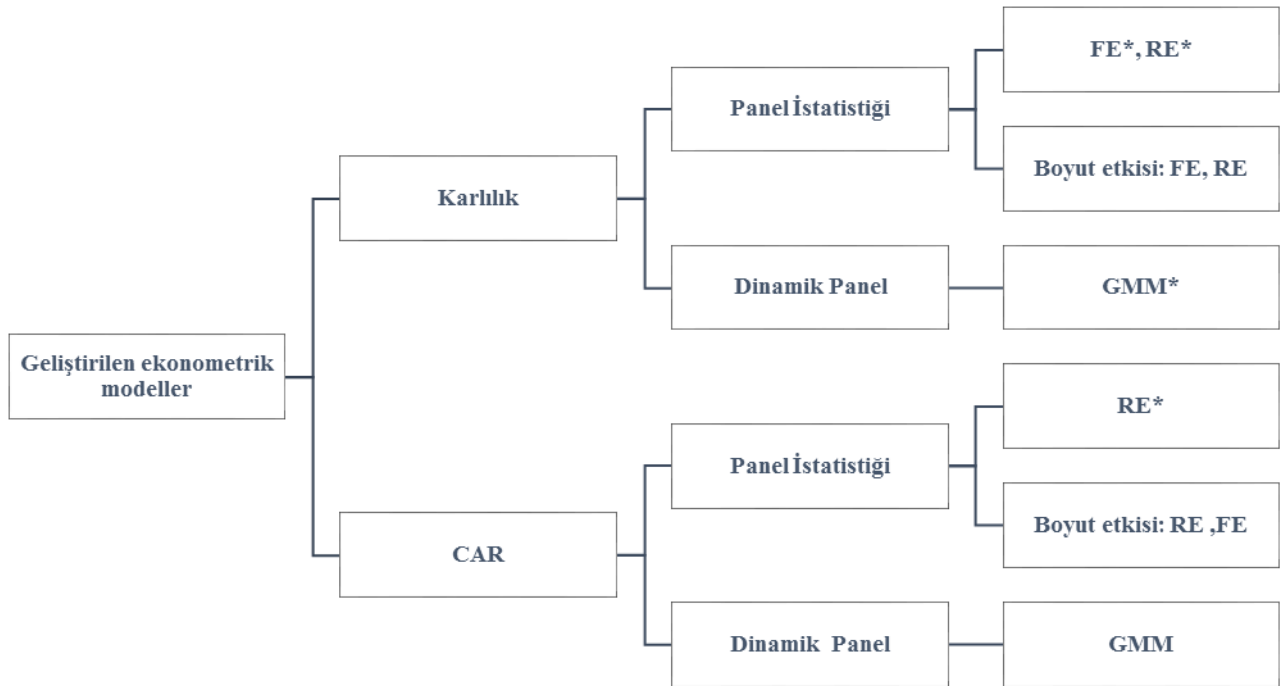 FE*, RE*
Panel İstatistiği
Boyut etkisi: FE, RE
Karlılık
Dinamik Panel
GMM*
Geliştirilen ekonometrik
modeller
RE*
Panel İstatistiği
Boyut etkisi: RE ,FE
CAR
Dinamik Panel
GMM